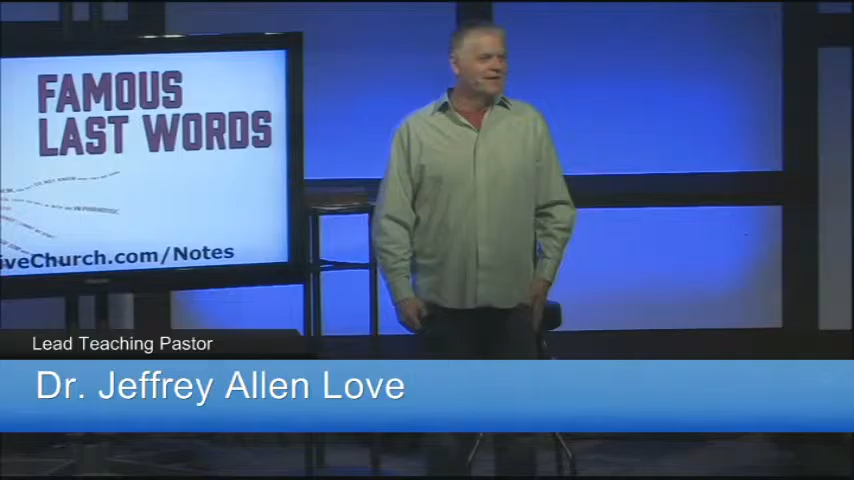 FAMOUS
LAST WORDS
iveChurch.com/Notes
Lead Teaching Pastor
Dr. Jeffrey Allen Love